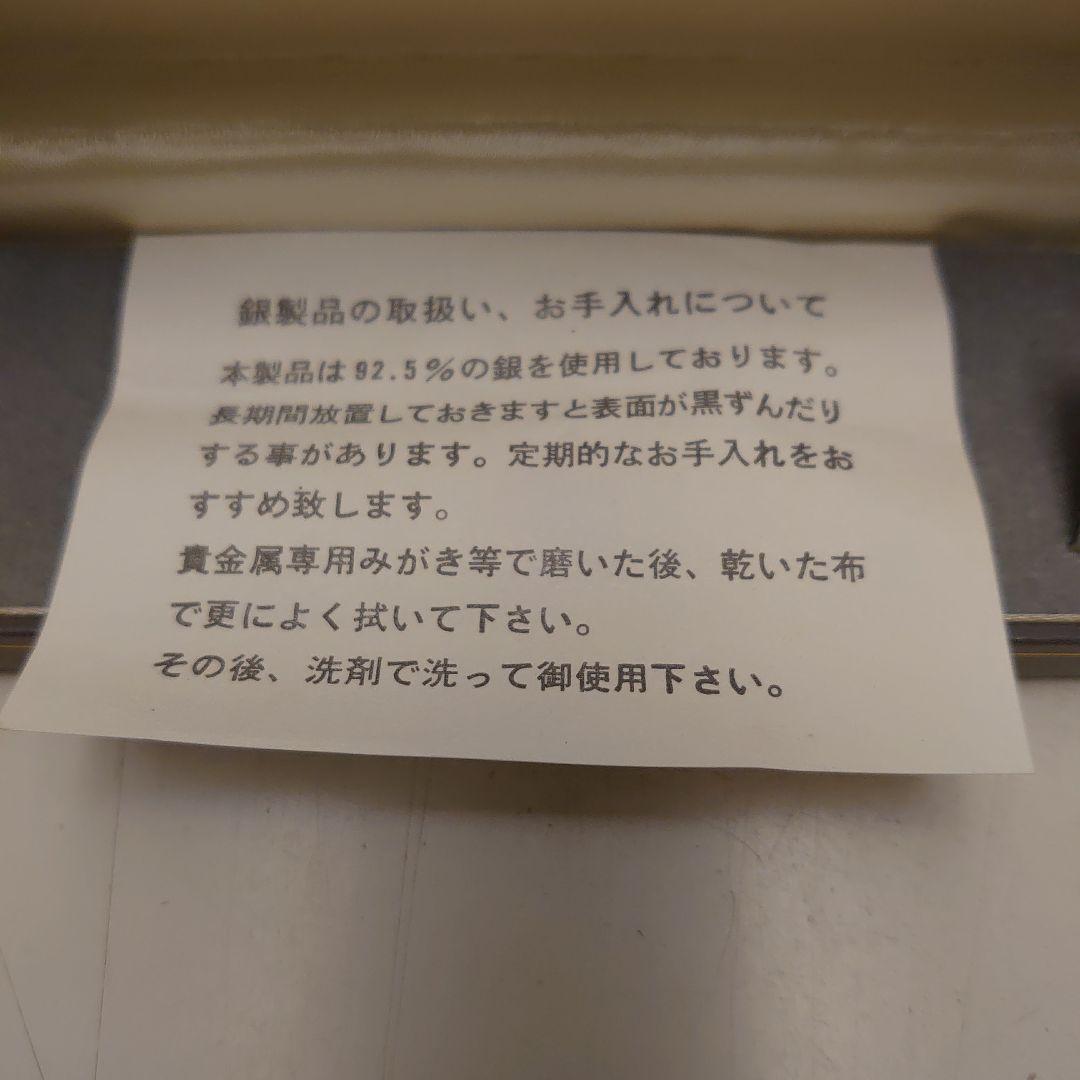 銀製品の取扱い、お手入れについて
本製品は92.5%の銀を使用しております。
長期間放置しておきますと表面が黒ずんだり
する事があります。定期的なお手入れをお
すすめ致します。
貴金属専用みがき等で磨いた後、乾いた布
で更によく拭いて下さい。
その後、洗剤で洗って御使用下さい。